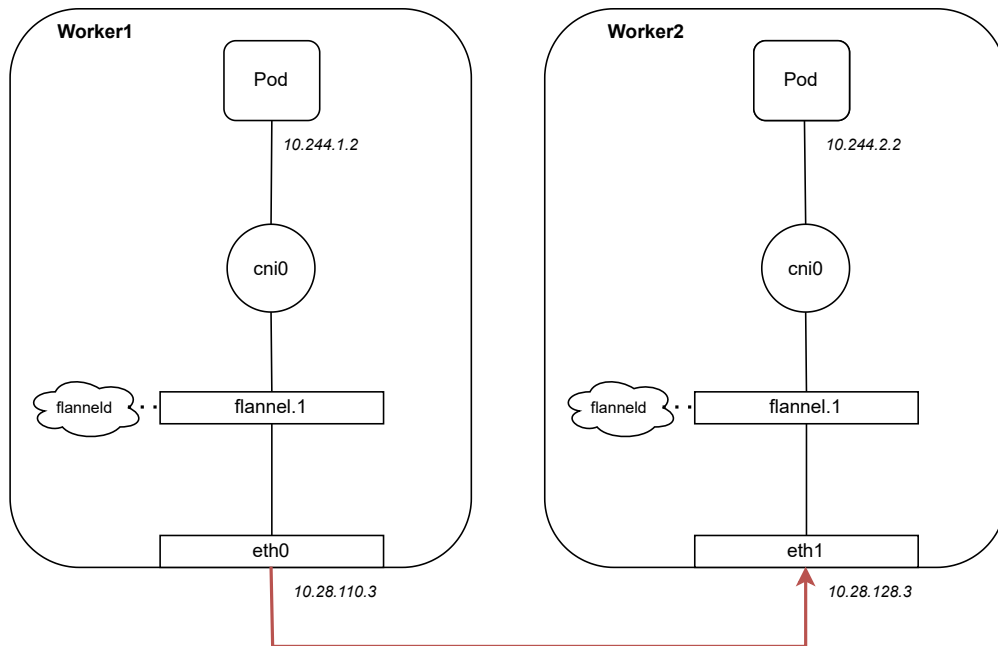 Worker1
Pod
10.244.1.2
cni0
flanneld
flannel.1
eth0
10.28.110.3
Worker2
Pod
10.244.2.2
cni0
flanneld
flannel.1
eth1
10.28.128.3